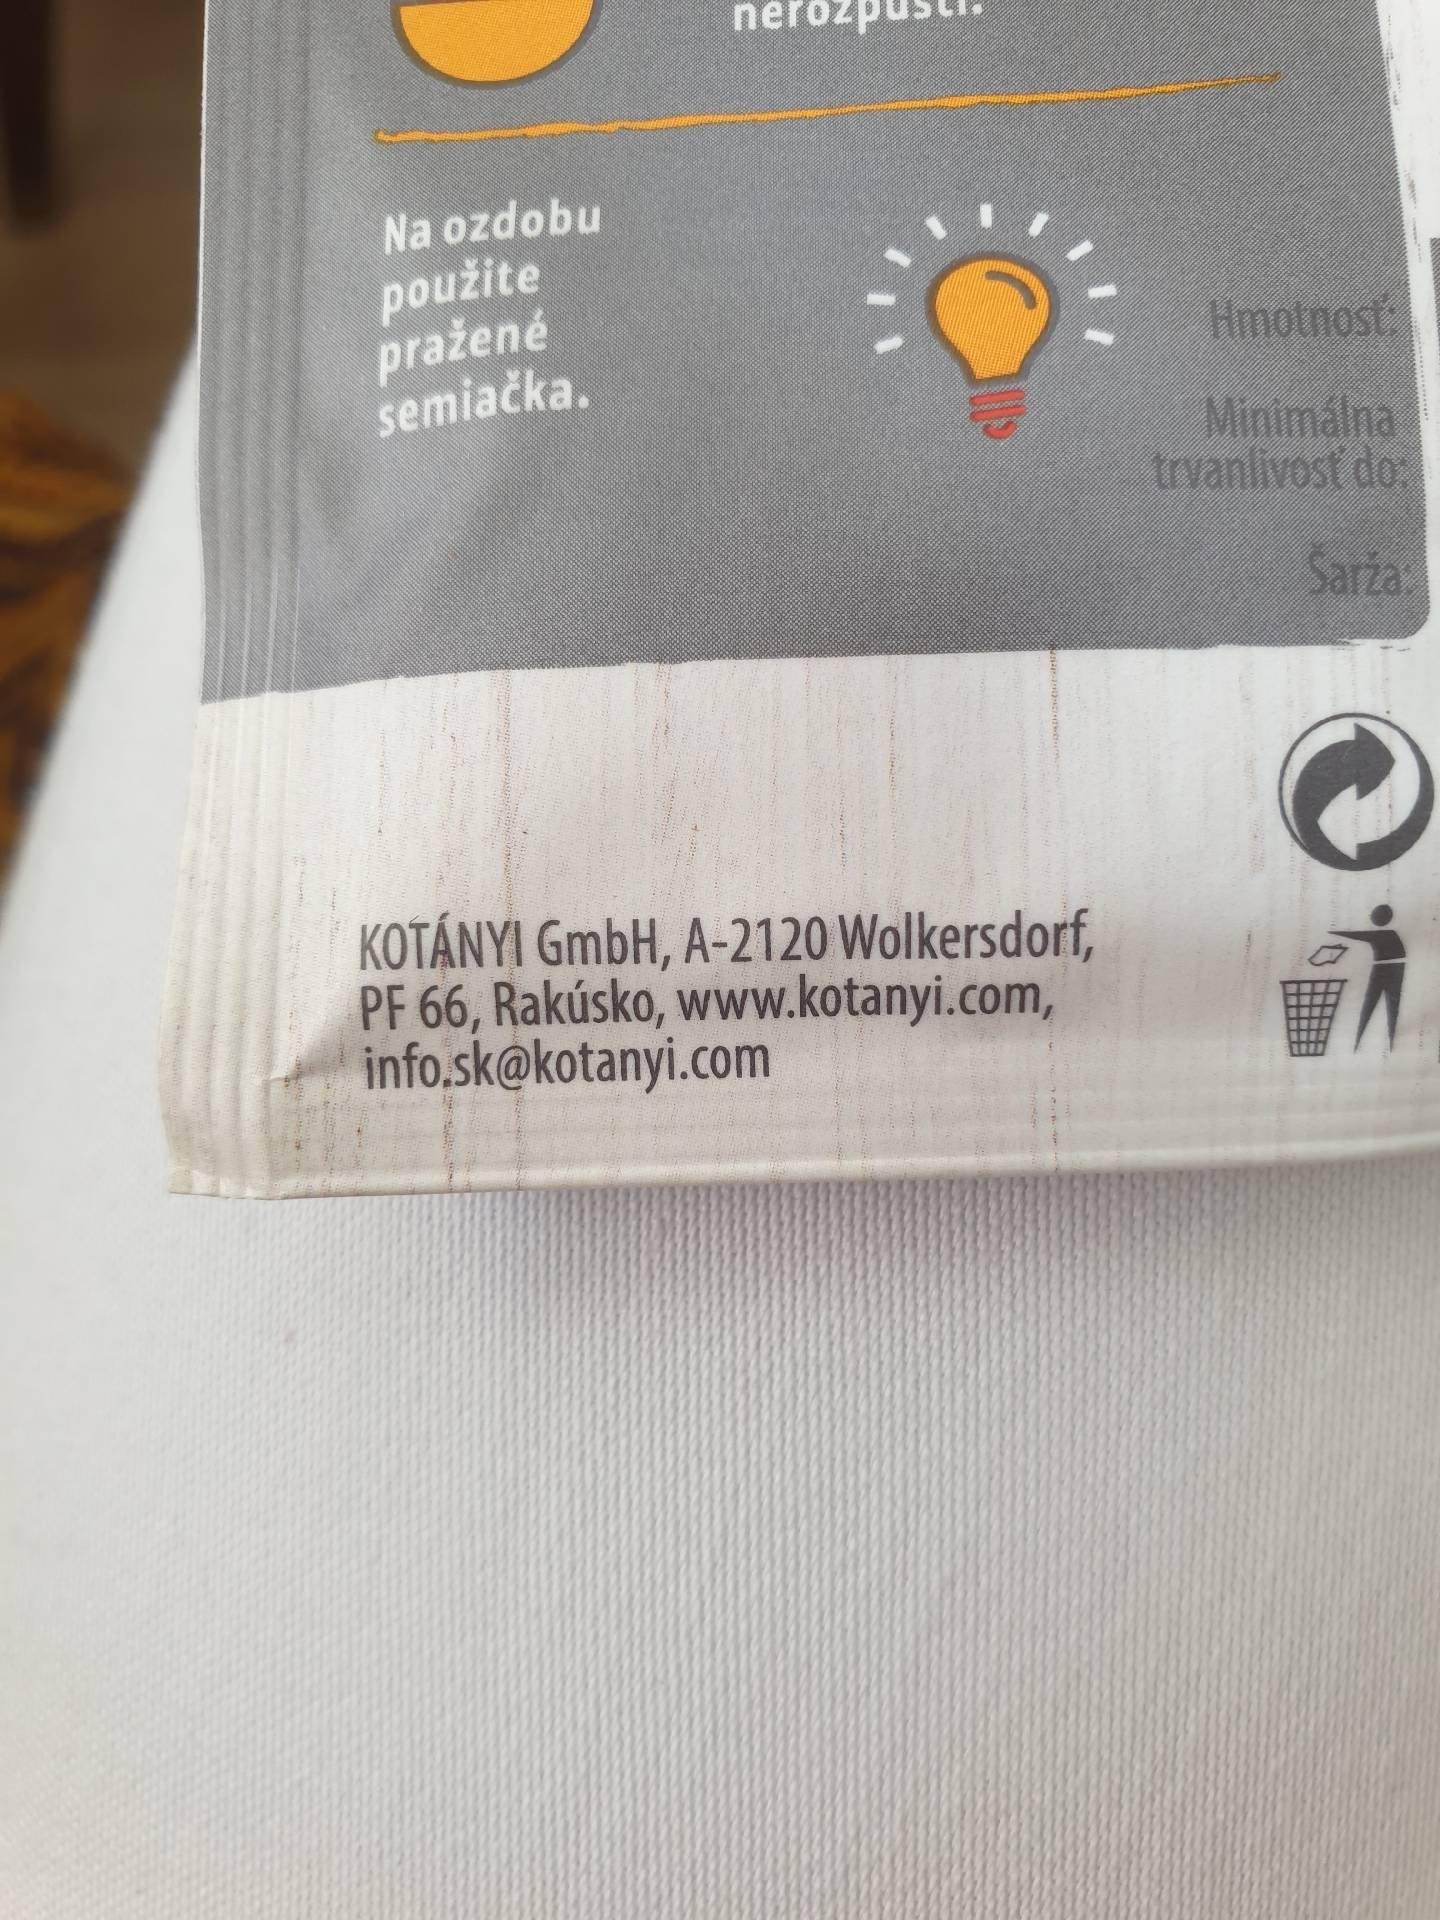 nerozpustí.
Na ozdobu
použite
pražené
semiačka.
Hmotnosť:
Minimálna
trvanlivosť do:
Šarža:
KOTÁNYI GmbH, A-2120 Wolkersdorf,
PF 66, Rakúsko, www.kotanyi.com,
info.sk@kotanyi.com